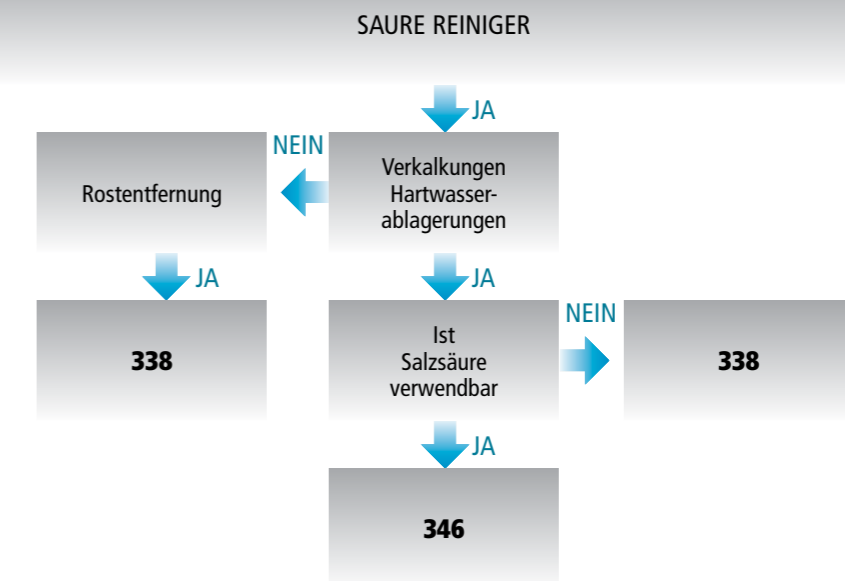 SAURE REINIGER
JA
NEIN
Verkalkungen
Hartwasser-
ablagerungen
Rostentfernung
JA
JA
338
Ist
Salzsäure
verwendbar
NEIN
338
JA
346